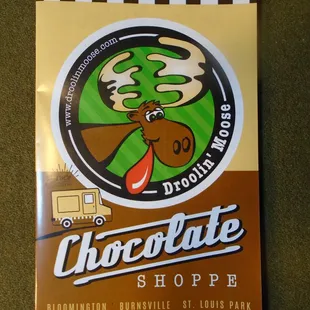 www.droolinmoose.com
Droolin' Moose
Chocolate
SHOPPE
BLOOMINGTON BURNSVILLE ST. LOUIS PARK